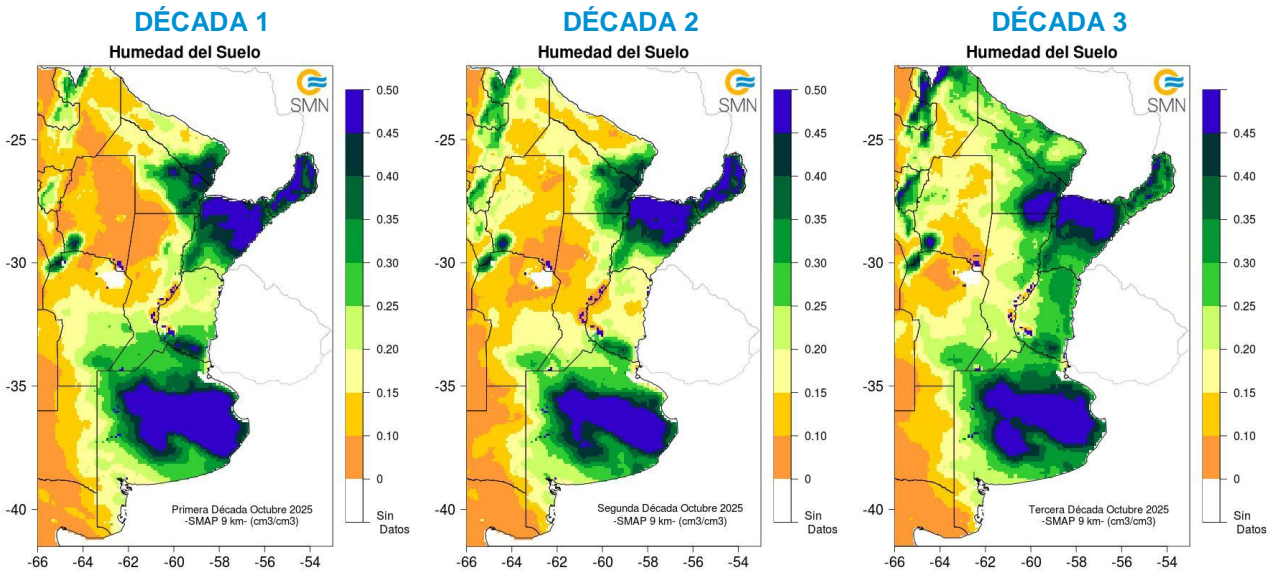 DÉCADA 1
Humedad del Suelo
SMN
0.50
0.45
0.40
0.35
0.30
0.25
0.20
0.15
0.10
0
Sin
Datos
-25
-30
-35
-40
Primera Década Octubre 2025
-SMAP 9 km- (cm3/cm3)
-66 -64 -62 -60 -58 -56 -54
DÉCADA 2
Humedad del Suelo
SMN
0.50
0.45
0.40
0.35
0.30
0.25
0.20
0.15
0.10
0
Sin
Datos
-25
-30
-35
-40
Segunda Década Octubre 2025
-SMAP 9 km- (cm3/cm3)
-66 -64 -62 -60 -58 -56 -54
DÉCADA 3
Humedad del Suelo
SMN
0.50
0.45
0.40
0.35
0.30
0.25
0.20
0.15
0.10
0
Sin
Datos
-25
-30
-35
-40
Tercera Década Octubre 2025
-SMAP 9 km- (cm3/cm3)
-66 -64 -62 -60 -58 -56 -54